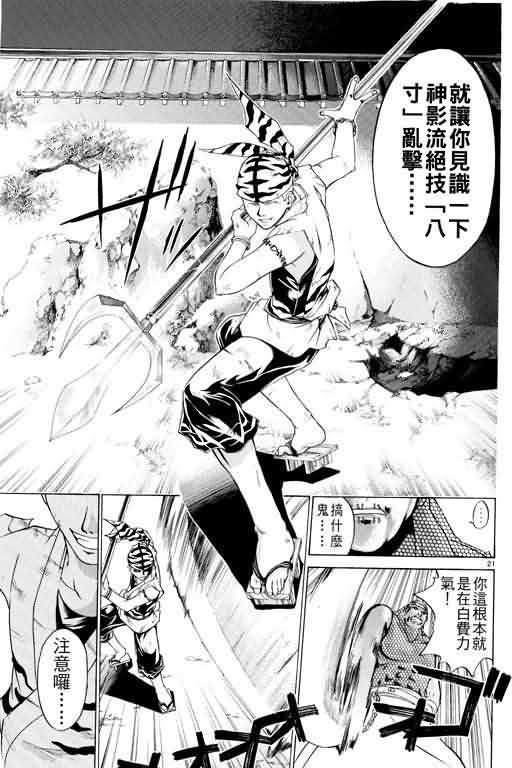 就讓你見識一下
神影流絕技「八
寸」亂擊……
……
搞什麼
鬼……
21
你這根本就
是在白費力
氣！
注意囉……